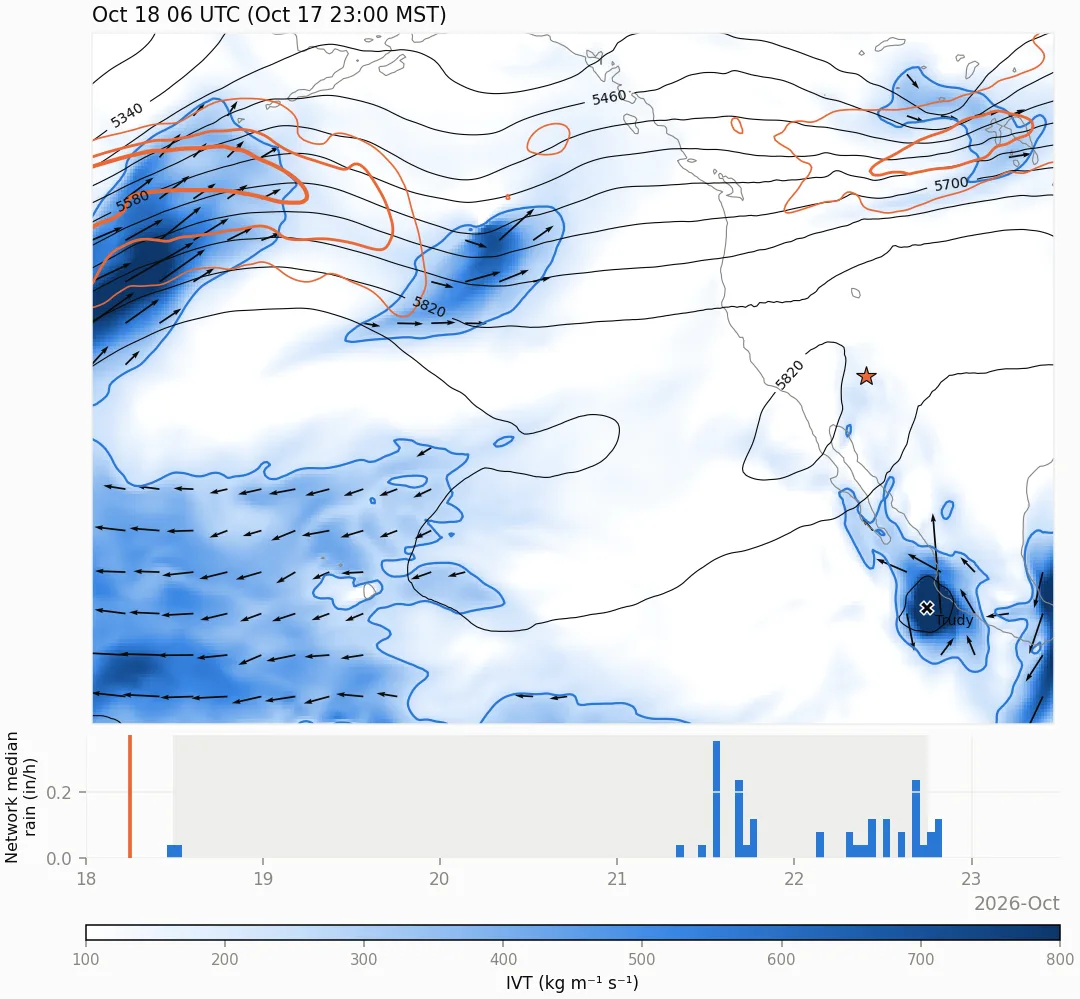 Oct 18 06 UTC (Oct 17 23:00 MST)
5340
5460
5580
5700
5820
5820
Trudy
Network median
rain (in/h)
0.2
0.0
18 19 20 21 22 23
2026-Oct
100 200 300 400 500 600 700 800
IVT (kg m⁻¹ s⁻¹)